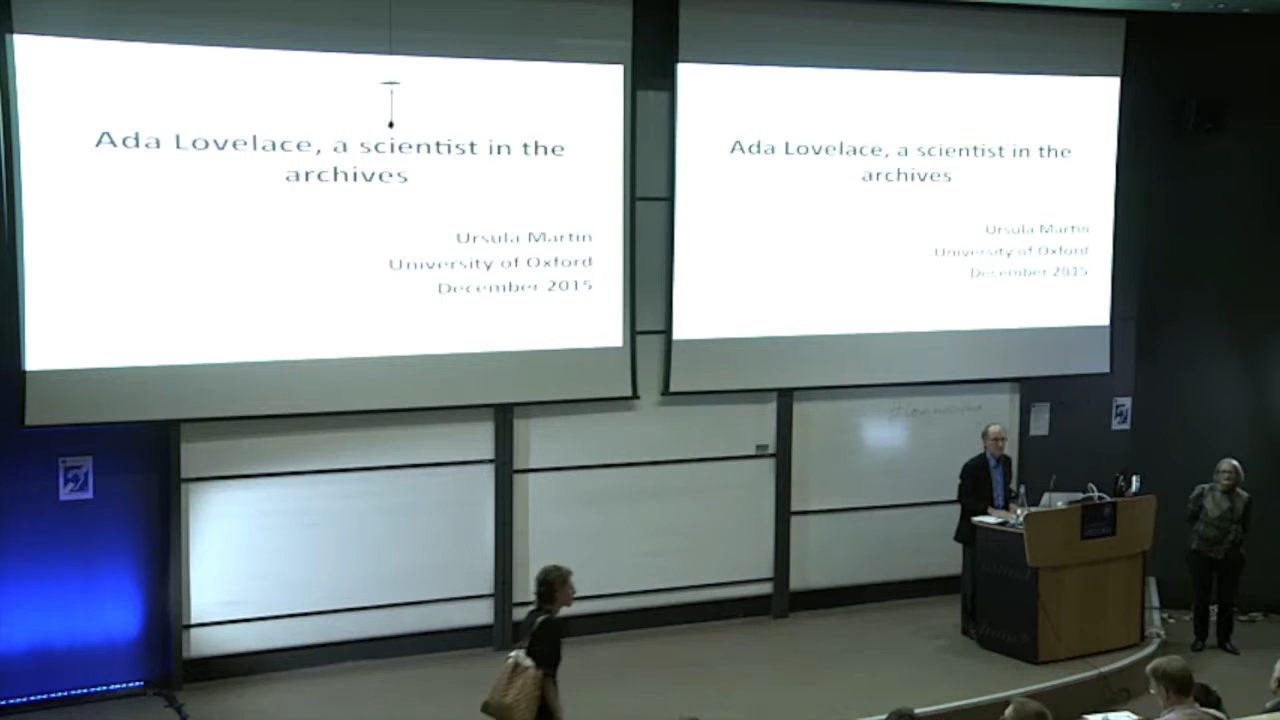 Ada Lovelace, a scientist in the
archives
Ursula Martin
University of Oxford
December 2015
Ada Lovelace, a scientist in the
archives
Ursula Martin
University of Oxford
December 2015